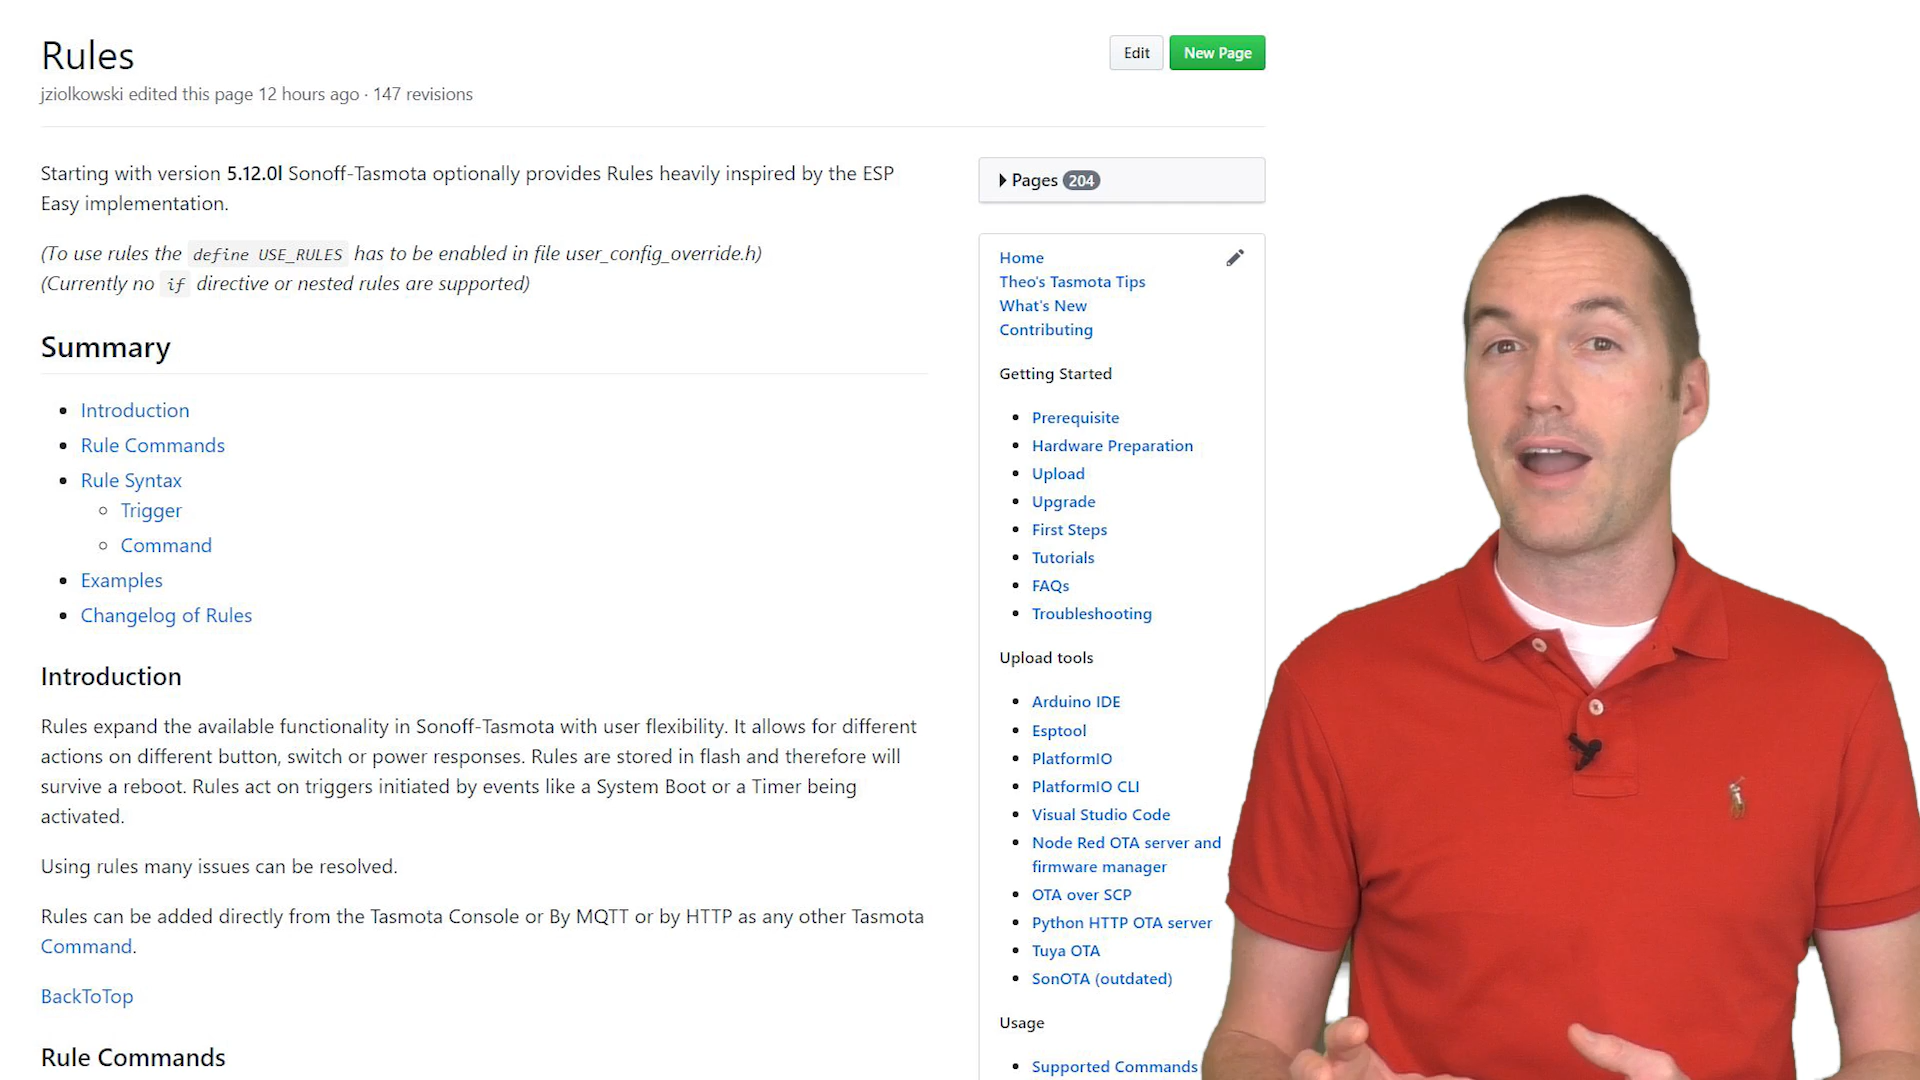 Rules
Edit
New Page
jziolkowski edited this page 12 hours ago · 147 revisions
Starting with version 5.12.0l Sonoff-Tasmota optionally provides Rules heavily inspired by the ESP
Easy implementation.
(To use rules the define USE_RULES has to be enabled in file user_config_override.h)
(Currently no if directive or nested rules are supported)
Summary
Introduction
Rule Commands
Rule Syntax
Trigger
Command
Examples
Changelog of Rules
Introduction
Rules expand the available functionality in Sonoff-Tasmota with user flexibility. It allows for different
actions on different button, switch or power responses. Rules are stored in flash and therefore will
survive a reboot. Rules act on triggers initiated by events like a System Boot or a Timer being
activated.
Using rules many issues can be resolved.
Rules can be added directly from the Tasmota Console or By MQTT or by HTTP as any other Tasmota
Command.
BackToTop
Rule Commands
Pages 204
Home
Theo's Tasmota Tips
What's New
Contributing
Getting Started
Prerequisite
Hardware Preparation
Upload
Upgrade
First Steps
Tutorials
FAQs
Troubleshooting
Upload tools
Arduino IDE
Esptool
PlatformIO
PlatformIO CLI
Visual Studio Code
Node Red OTA server and
firmware manager
OTA over SCP
Python HTTP OTA server
Tuya OTA
SonOTA (outdated)
Usage
Supported Commands